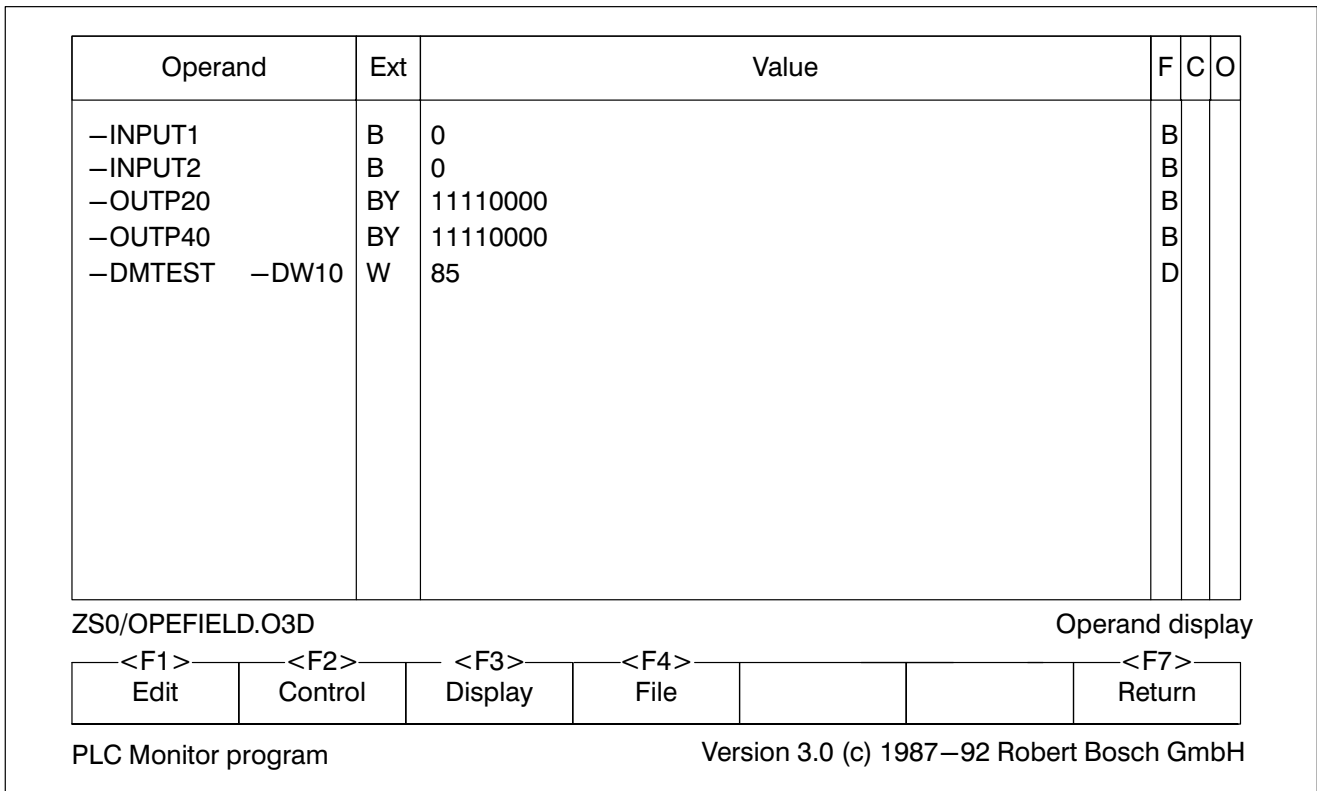 Operand Ext Value F C O
—INPUT1 B 0 B
—INPUT2 B 0 B
—OUTP20 BY 11110000 B
—OUTP40 BY 11110000 B
—DMTEST —DW10 W 85 D
ZS0/OPEFIELD.O3D Operand display
<F1> <F2> <F3> <F4> <F7>
Edit Control Display File Return
PLC Monitor program Version 3.0 (c) 1987—92 Robert Bosch GmbH